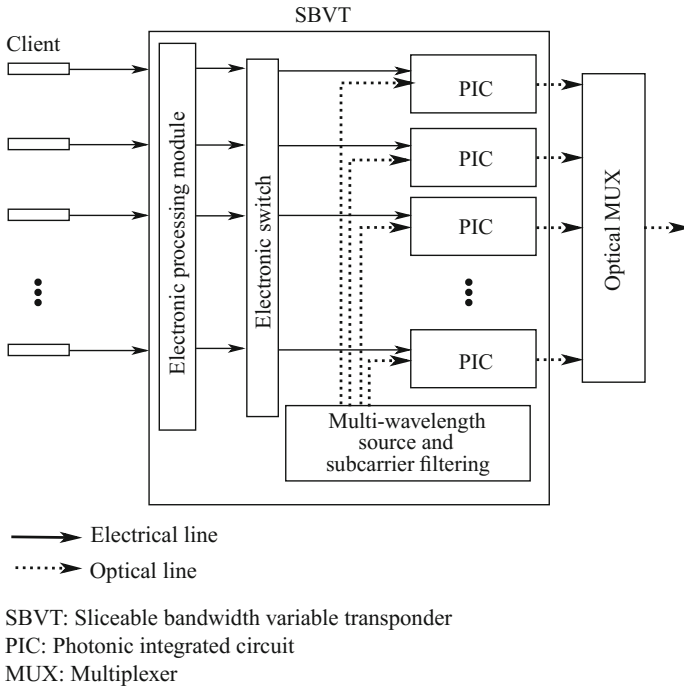 SBVT
Client
Electronic processing module
Electronic switch
PIC
PIC
PIC
PIC
Optical MUX
Multi-wavelength
source and
subcarrier filtering
Electrical line
Optical line
SBVT: Sliceable bandwidth variable transponder
PIC: Photonic integrated circuit
MUX: Multiplexer